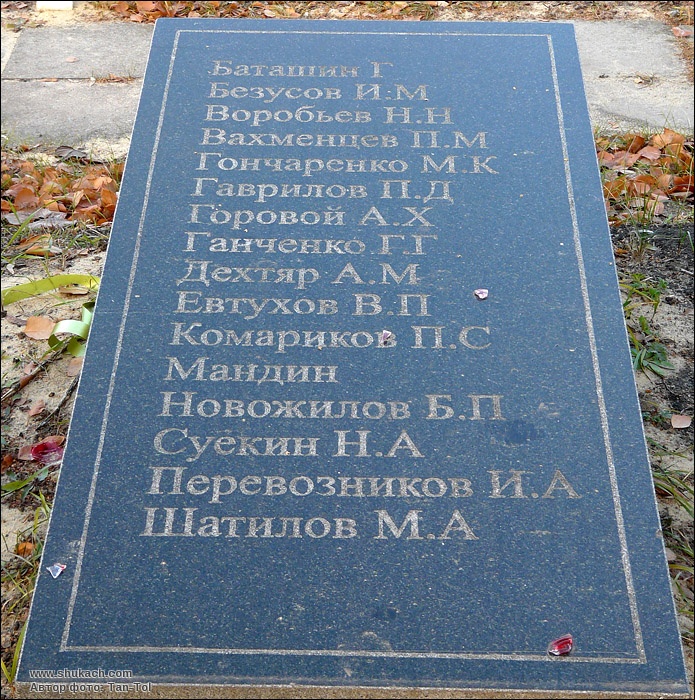 Баташин Г
Безусов И.М
Воробьев Н.Н
Вахменцев П.М
Гончаренко М.К
Гаврилов П.Д
Горовой А.Х
Ганченко Г.Г
Дехтяр А.М
Евтухов В.П
Комариков П.С
Мандин
Новожилов Б.П
Суекин Н.А
Перевозников И.А
Шатилов М.А
www.shukach.com
Автор фото: Tan-Tol